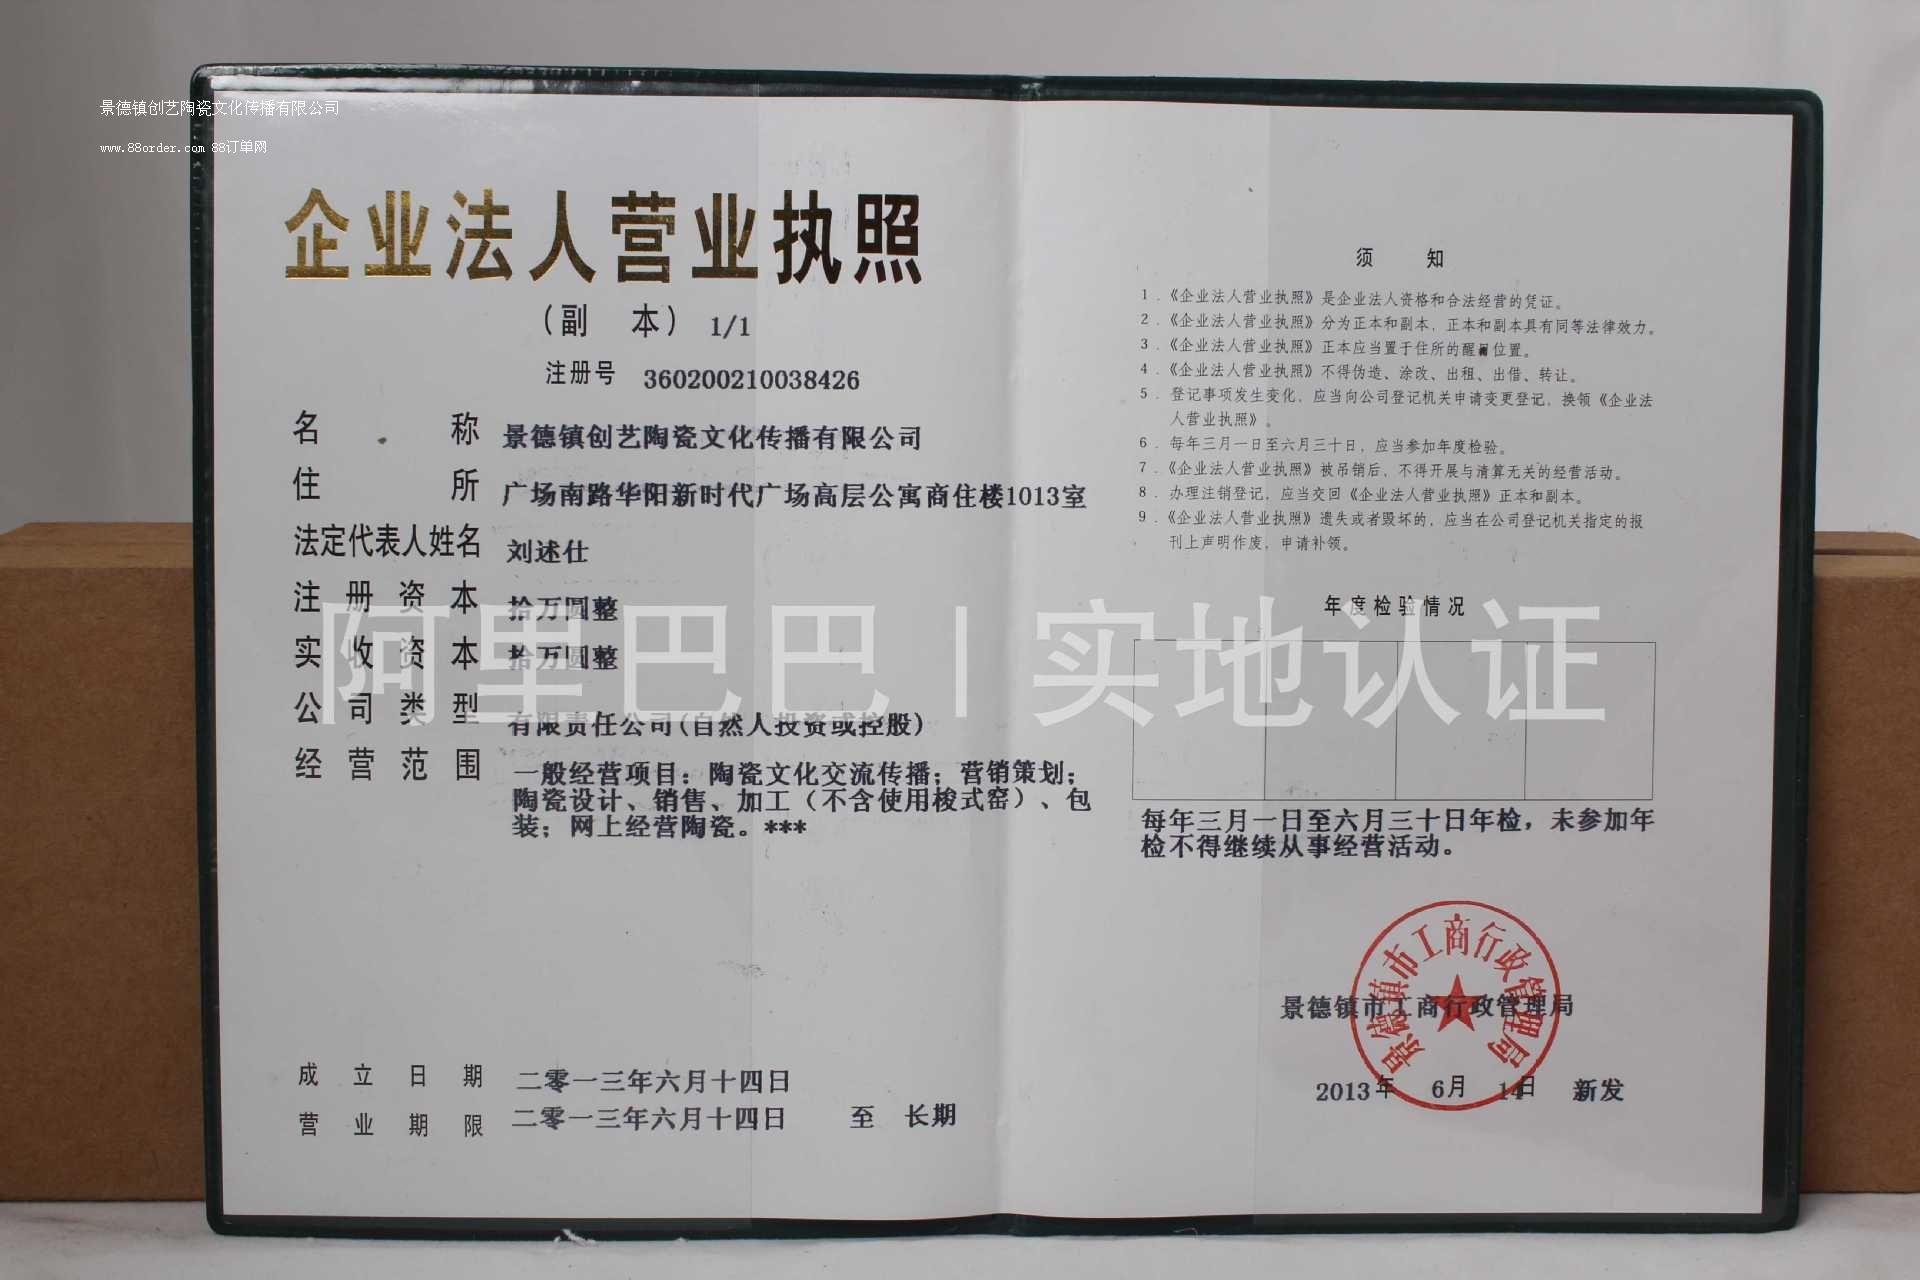 景德镇创艺陶瓷文化传播有限公司
www.88order.com 88订单网
企业法人营业执照
（副 本） 1/1
注册号 360200210038426
名 称 景德镇创艺陶瓷文化传播有限公司
住 所 广场南路华阳新时代广场高层公寓商住楼1013室
法定代表人姓名 刘述仕
注册资本 拾万圆整
实收资本 拾万圆整
公司类型 有限责任公司(自然人投资或控股)
经营范围 一般经营项目：陶瓷文化交流传播；营销策划；
陶瓷设计、销售、加工（不含使用梭式窑）、包
装；网上经营陶瓷。***
成立日期 二零一三年六月十四日
营业期限 二零一三年六月十四日 至 长期
须 知
1．《企业法人营业执照》是企业法人资格和合法经营的凭证。
2．《企业法人营业执照》分为正本和副本，正本和副本具有同等法律效力。
3．《企业法人营业执照》正本应当置于住所的醒目位置。
4．《企业法人营业执照》不得伪造、涂改、出租、出借、转让。
5．登记事项发生变化，应当向公司登记机关申请变更登记，换领《企业法
人营业执照》。
6．每年三月一日至六月三十日，应当参加年度检验。
7．《企业法人营业执照》被吊销后，不得开展与清算无关的经营活动。
8．办理注销登记，应当交回《企业法人营业执照》正本和副本。
9．《企业法人营业执照》遗失或者毁坏的，应当在公司登记机关指定的报
刊上声明作废，申请补领。
年度检验情况
每年三月一日至六月三十日年检，未参加年
检不得继续从事经营活动。
景德镇市工商行政管理局
景德镇市工商行政管理局
2013年 6月 14日 新发
阿里巴巴 | 实地认证